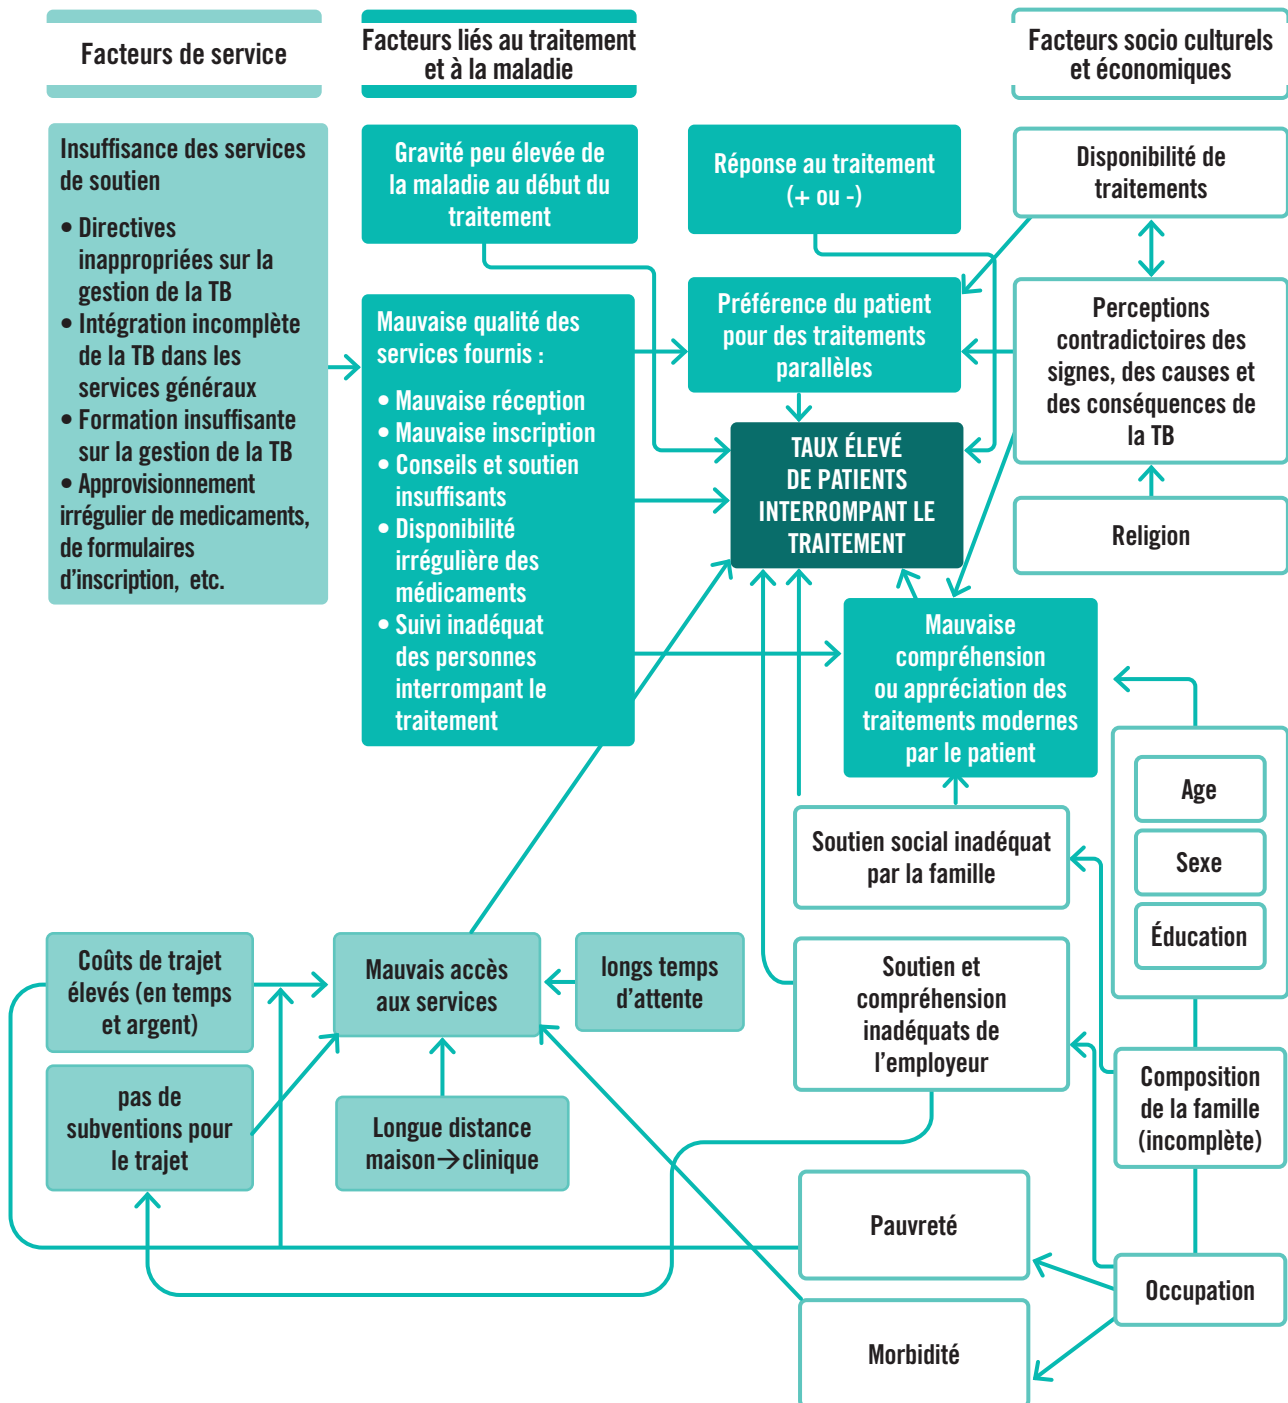 Facteurs de service
Facteurs liés au traitement
et à la maladie
Facteurs socio culturels
et économiques
Insuffisance des services
de soutien
• Directives
inappropriées sur la
gestion de la TB
• Intégration incomplète
de la TB dans les
services généraux
• Formation insuffisante
sur la gestion de la TB
• Approvisionnement
irrégulier de medicaments,
de formulaires
d’inscription, etc.
Gravité peu élevée de
la maladie au début du
traitement
Réponse au traitement
(+ ou -)
Disponibilité de
traitements
Mauvaise qualité des
services fournis :
• Mauvaise réception
• Mauvaise inscription
• Conseils et soutien
insuffisants
• Disponibilité
irrégulière des
médicaments
• Suivi inadéquat
des personnes
interrompant le
traitement
Préférence du patient
pour des traitements
parallèles
Perceptions
contradictoires des
signes, des causes et
des conséquences de
la TB
TAUX ÉLEVÉ
DE PATIENTS
INTERROMPANT LE
TRAITEMENT
Religion
Mauvaise
compréhension
ou appréciation des
traitements modernes
par le patient
Age
Sexe
Éducation
Soutien social inadéquat
par la famille
Coûts de trajet
élevés (en temps
et argent)
Mauvais accès
aux services
longs temps
d’attente
Soutien et
compréhension
inadéquats de
l’employeur
pas de
subventions pour
le trajet
Longue distance
maison→clinique
Composition
de la famille
(incomplète)
Pauvreté
Occupation
Morbidité